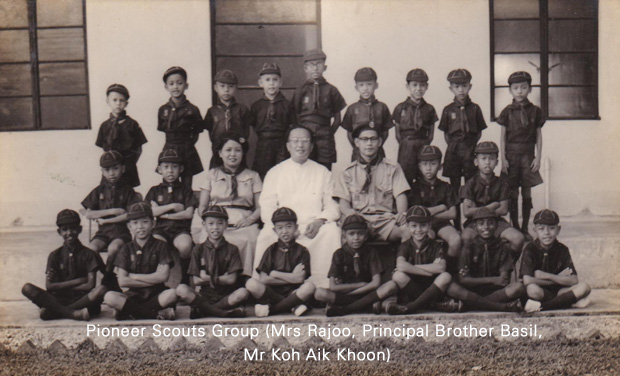 Pioneer Scouts Group (Mrs Rajoo, Principal Brother Basil,
Mr Koh Aik Khoon)